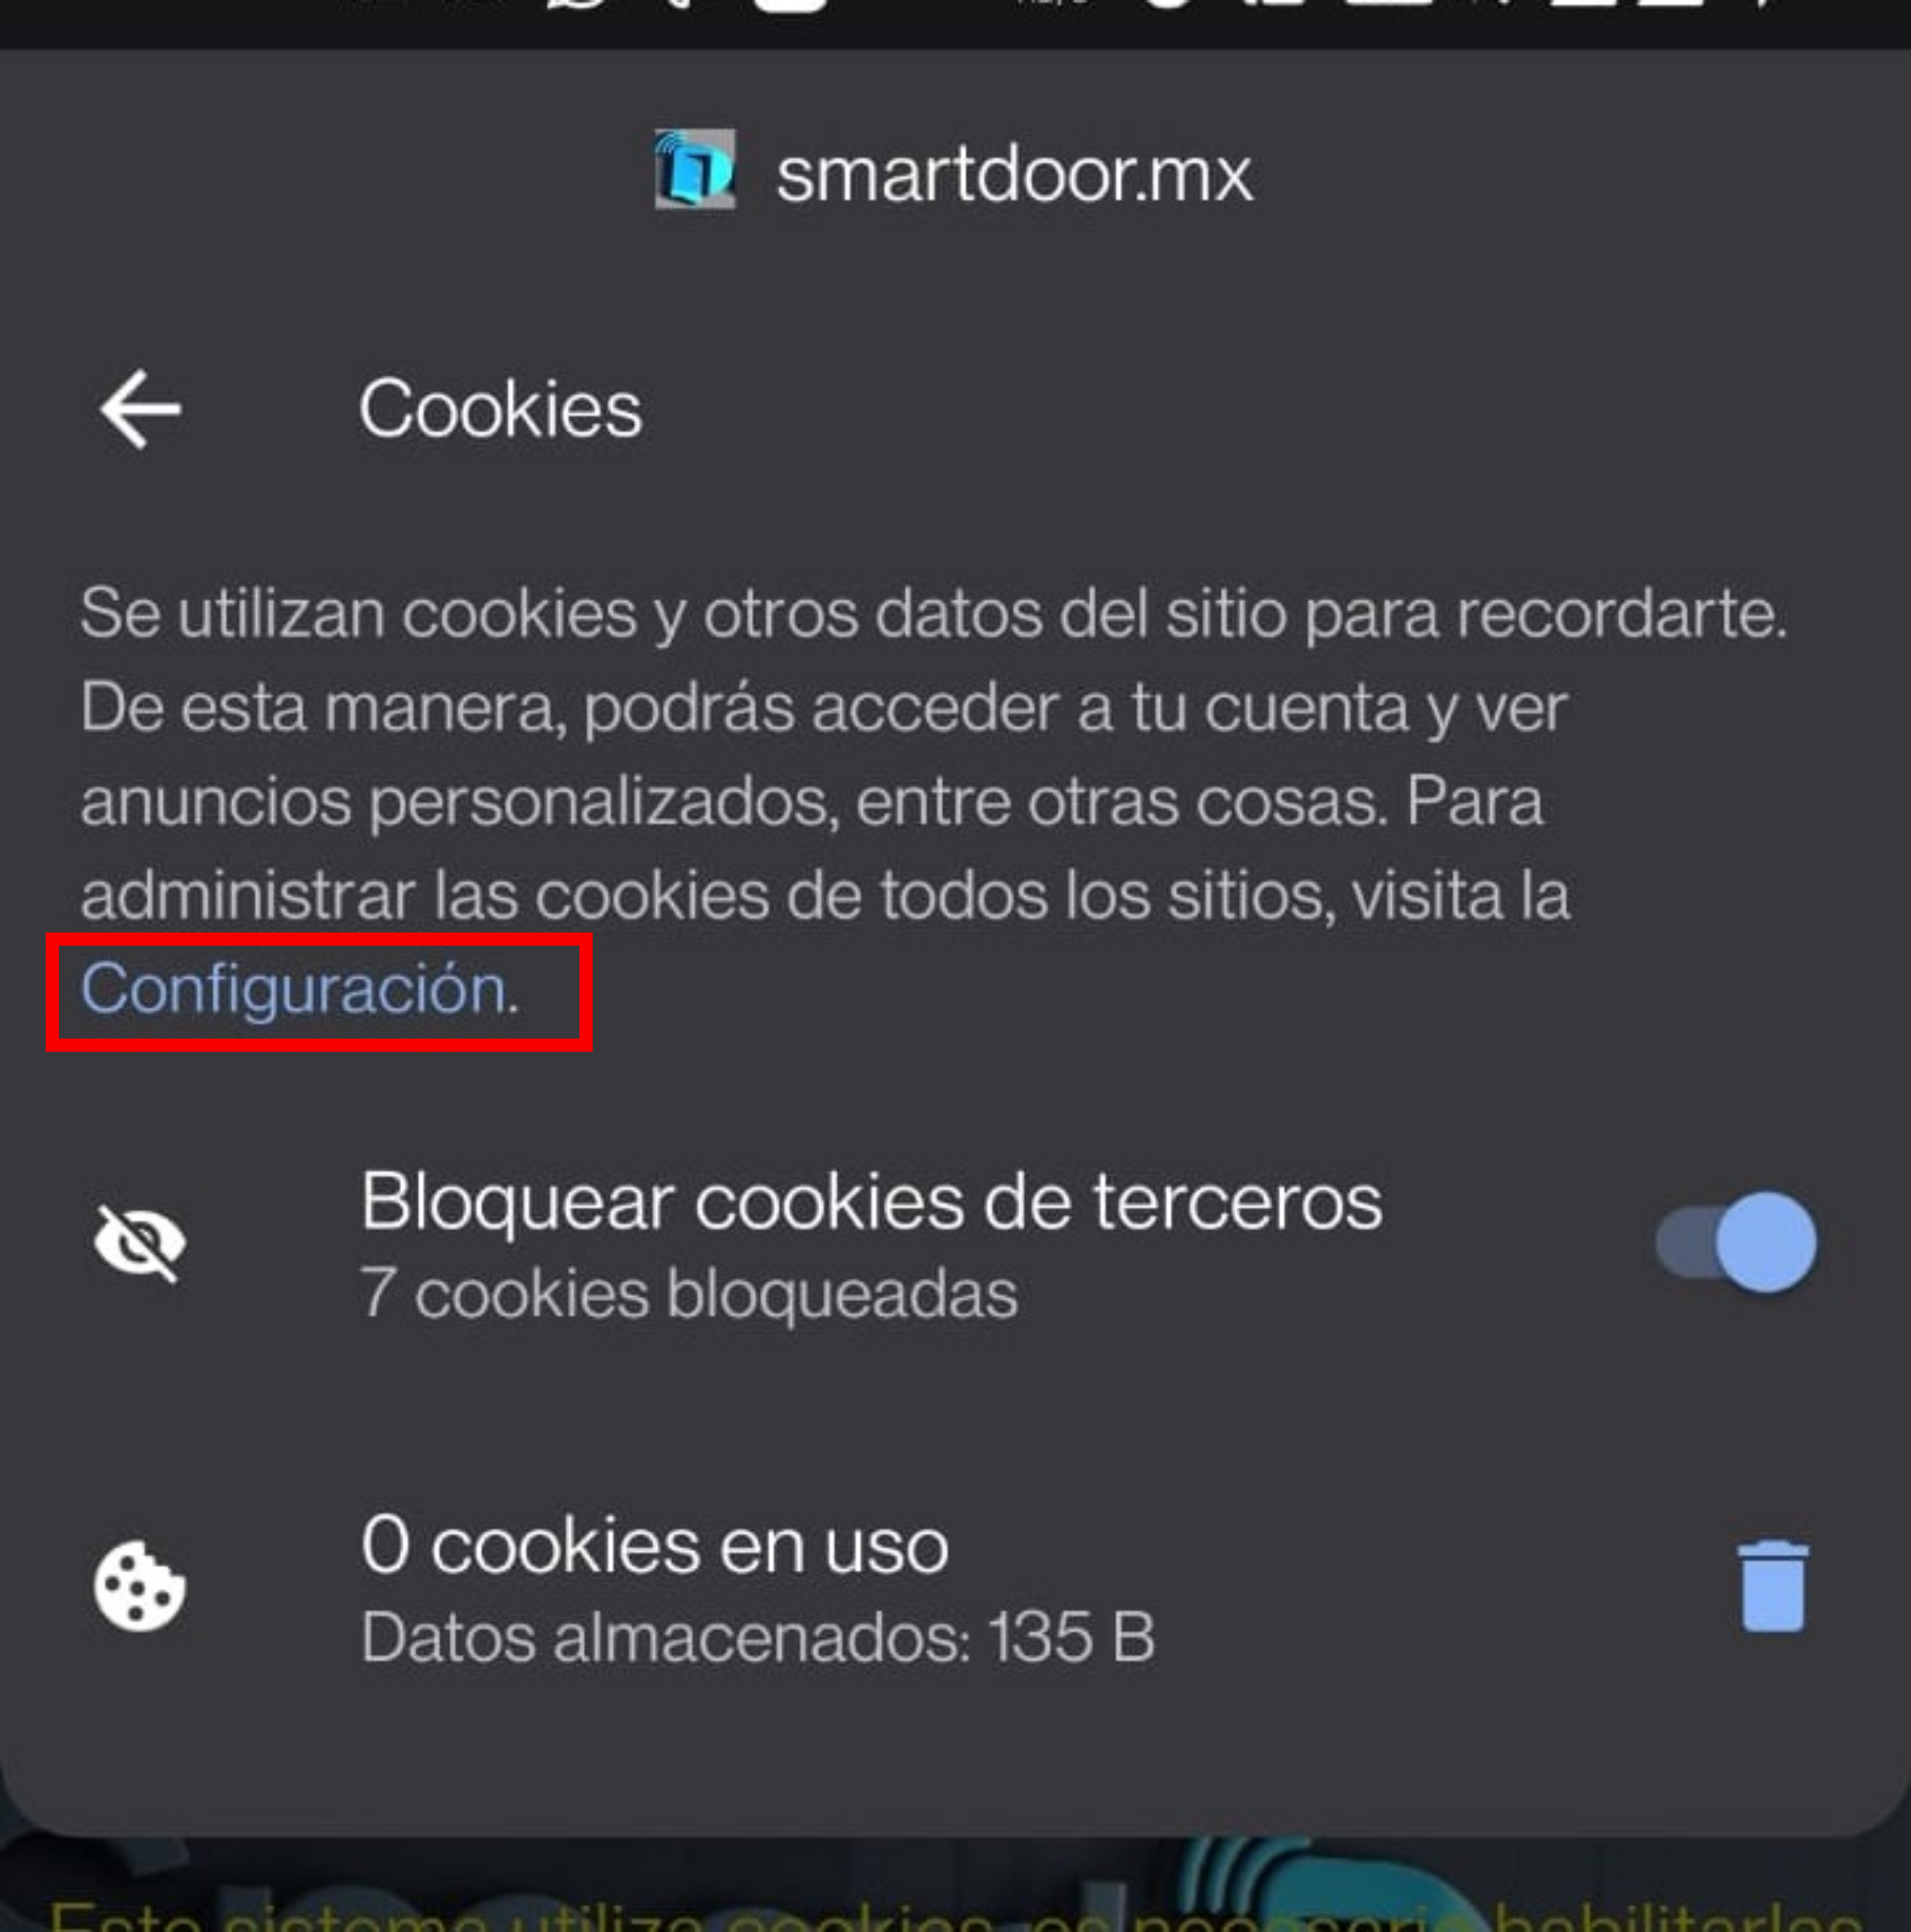 smartdoor.mx
Cookies
Se utilizan cookies y otros datos del sitio para recordarte.
De esta manera, podrás acceder a tu cuenta y ver
anuncios personalizados, entre otras cosas. Para
administrar las cookies de todos los sitios, visita la
Configuración.
Bloquear cookies de terceros
7 cookies bloqueadas
0 cookies en uso
Datos almacenados: 135 B
Este sistema utiliza cookies, es necesario habilitarlas